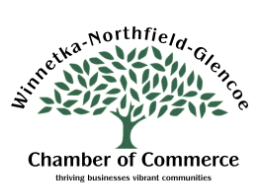 Winnetka-Northfield-Glencoe
Chamber of Commerce
thriving businesses vibrant communities